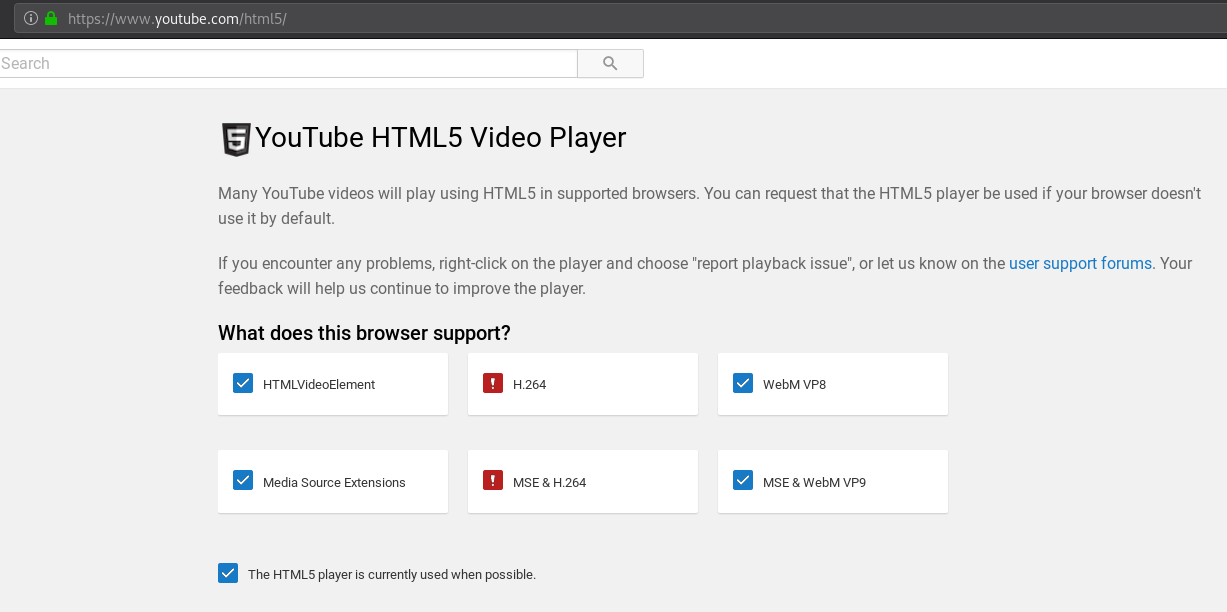 https://www.youtube.com/html5/
Search
YouTube HTML5 Video Player
Many YouTube videos will play using HTML5 in supported browsers. You can request that the HTML5 player be used if your browser doesn't
use it by default.
If you encounter any problems, right-click on the player and choose "report playback issue", or let us know on the user support forums. Your
feedback will help us continue to improve the player.
What does this browser support?
HTMLVideoElement
H.264
WebM VP8
Media Source Extensions
MSE & H.264
MSE & WebM VP9
The HTML5 player is currently used when possible.